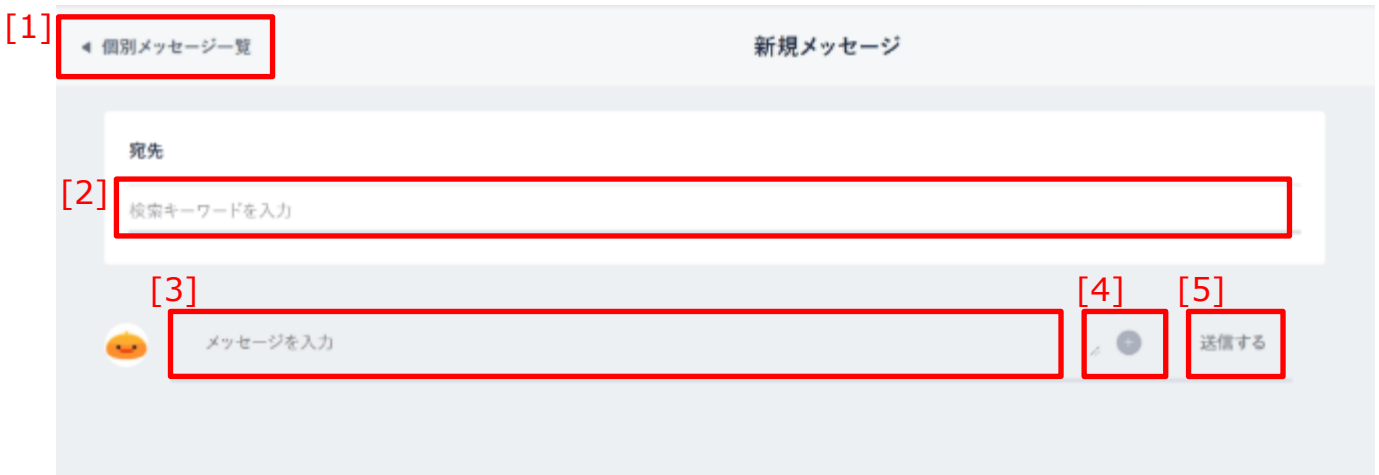 [1]
個別メッセージ一覧
新規メッセージ
宛先
[2]
検索キーワードを入力
[3]
[4]
[5]
メッセージを入力
送信する